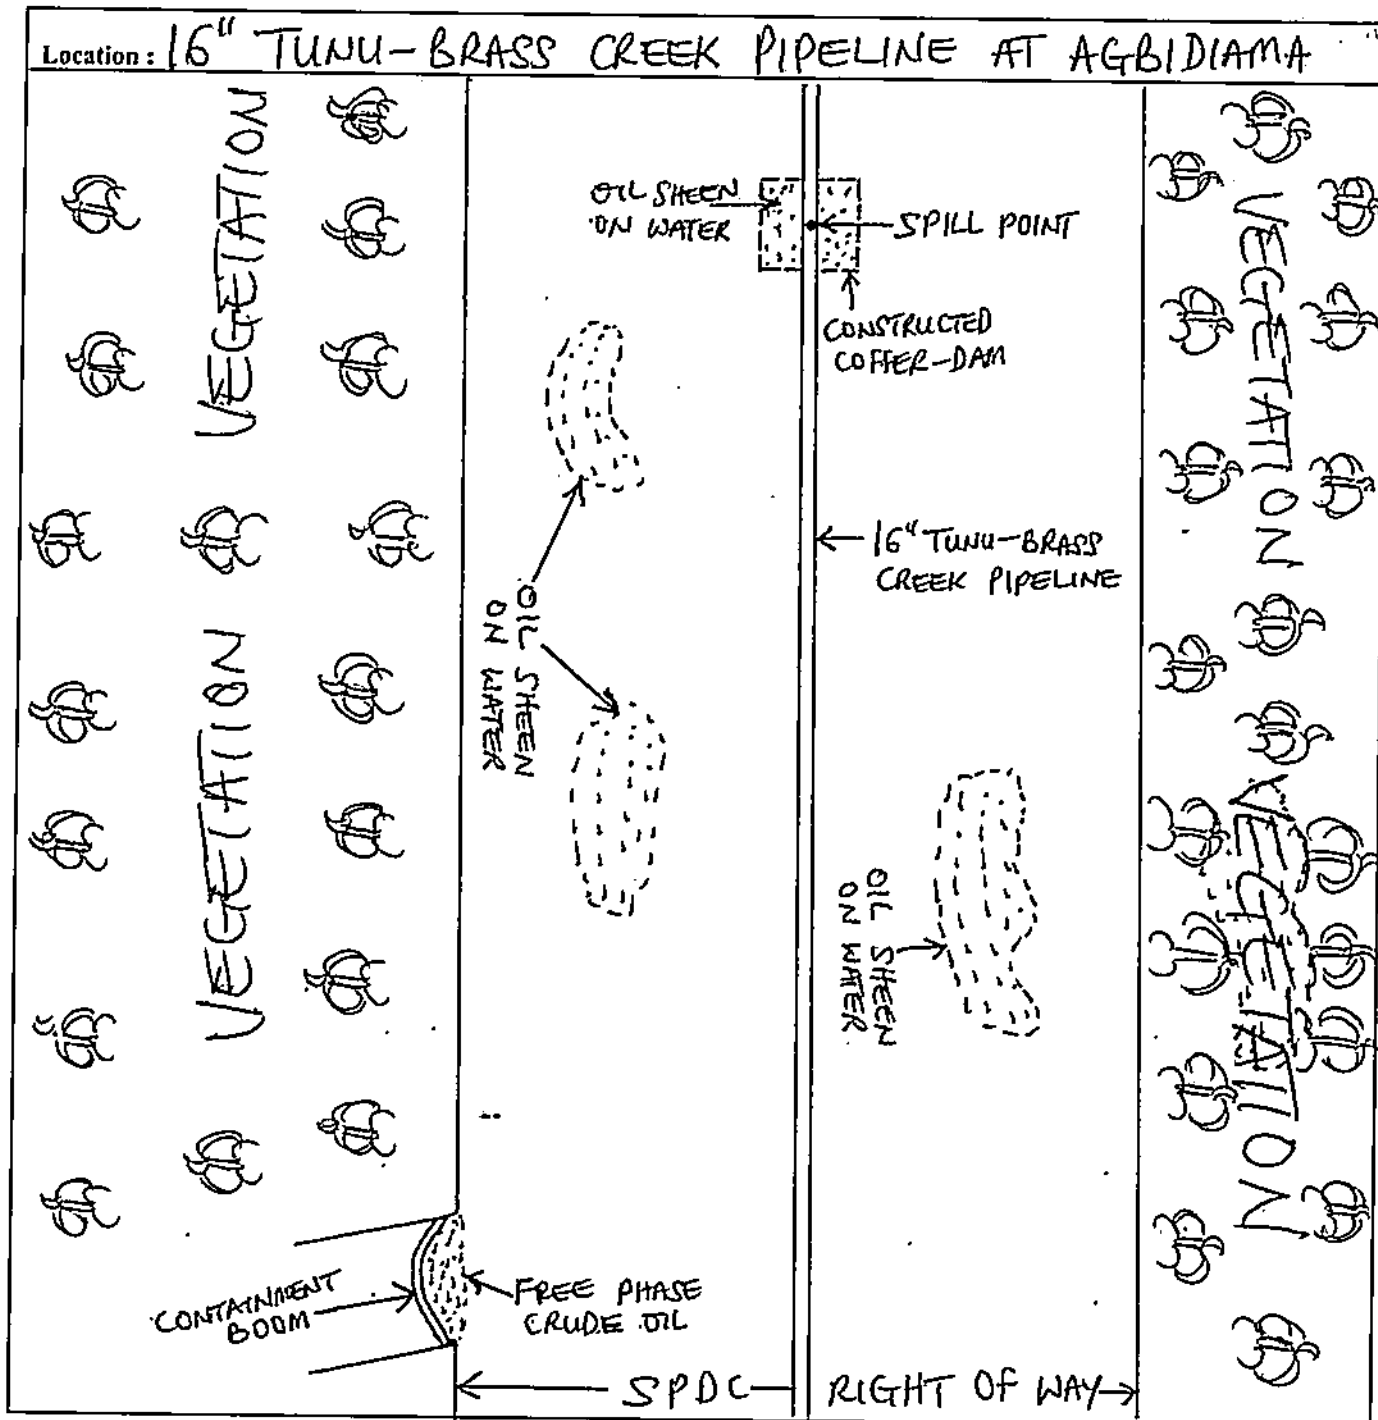 Location : 16" TUNU-BRASS CREEK PIPELINE AT AGBIDIAMA
VEGETATION
OIL SHEEN
ON WATER
SPILL POINT
CONSTRUCTED
COFFER-DAM
VEGETATION
16" TUNU-BRASS
CREEK PIPELINE
OIL SHEEN
ON WATER
VEGETATION
OIL SHEEN
ON WATER
VEGETATION
CONTAINMENT
BOOM
FREE PHASE
CRUDE OIL
SPDC RIGHT OF WAY